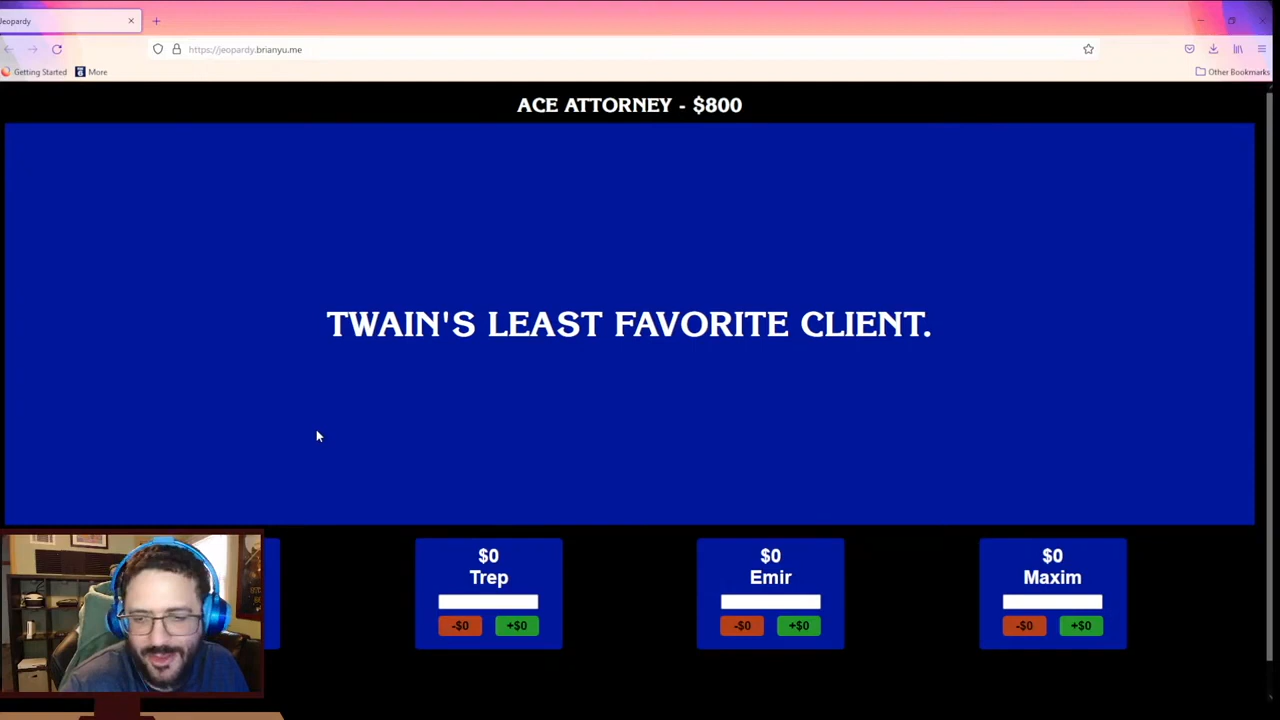 Jeopardy
https://jeopardy.brianyu.me
Getting Started
More
Other Bookmarks
ACE ATTORNEY - $800
TWAIN'S LEAST FAVORITE CLIENT.
$0
Trep
-$0 +$0
$0
Emir
-$0 +$0
$0
Maxim
-$0 +$0